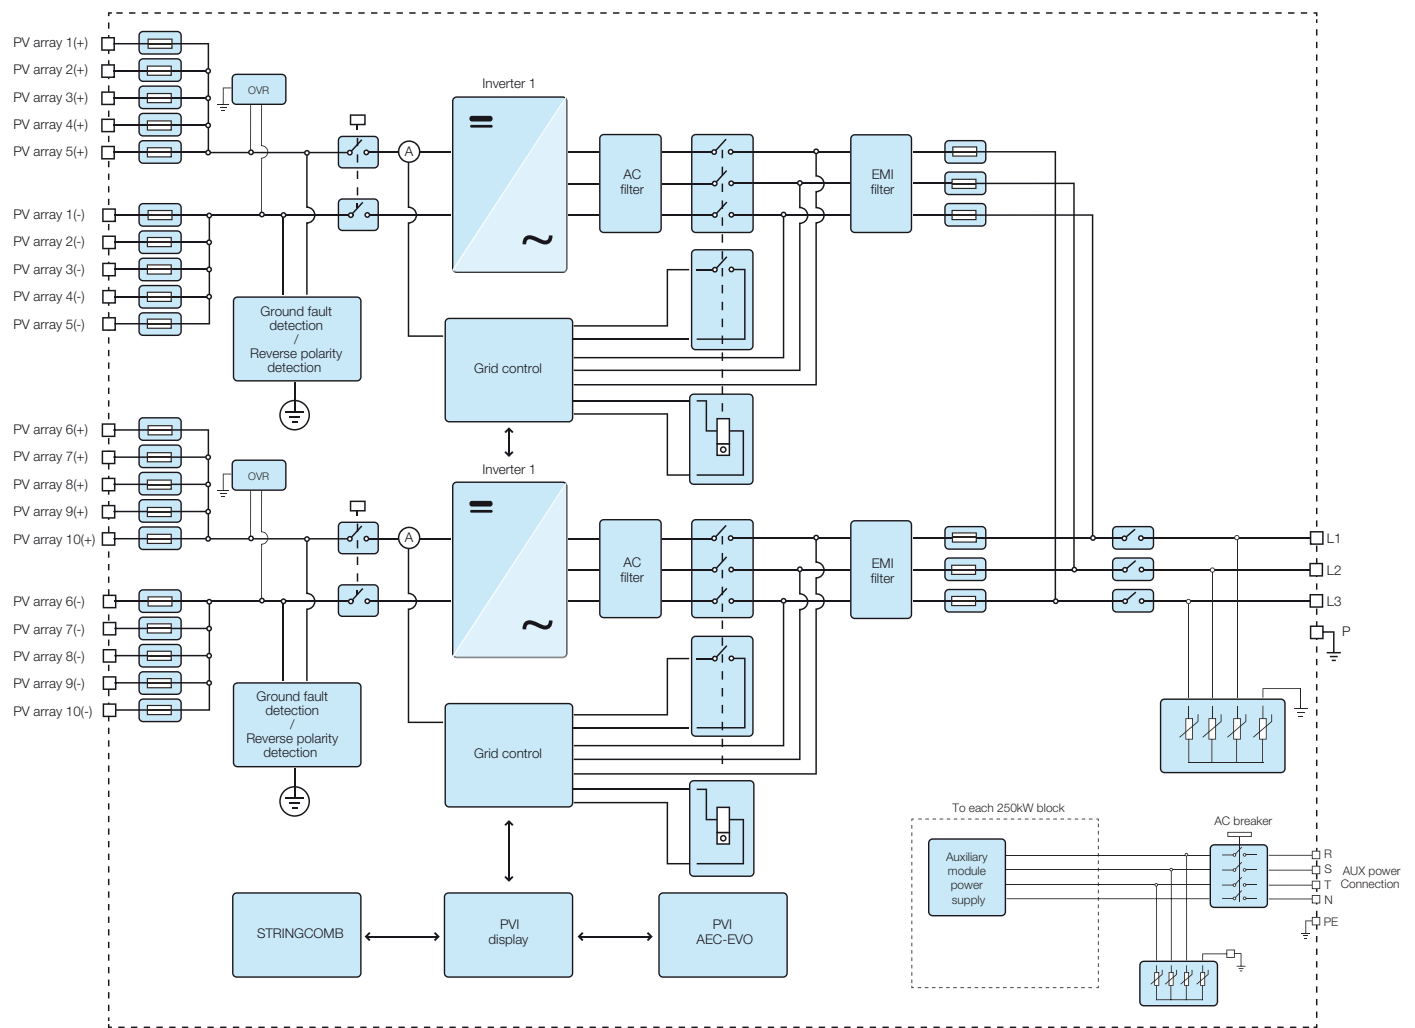 PV array 1(+)
PV array 2(+)
PV array 3(+)
PV array 4(+)
PV array 5(+)
OVR
Inverter 1
A
AC
filter
EMI
filter
PV array 1(-)
PV array 2(-)
PV array 3(-)
PV array 4(-)
PV array 5(-)
Ground fault
detection
/
Reverse polarity
detection
Grid control
PV array 6(+)
PV array 7(+)
PV array 8(+)
PV array 9(+)
PV array 10(+)
OVR
Inverter 1
A
AC
filter
EMI
filter
L1
L2
L3
P
PV array 6(-)
PV array 7(-)
PV array 8(-)
PV array 9(-)
PV array 10(-)
Ground fault
detection
/
Reverse polarity
detection
Grid control
To each 250kW block
AC breaker
Auxiliary
module
power
supply
R
S
T
N
PE
AUX power
Connection
STRINGCOMB
PVI
display
PVI
AEC-EVO